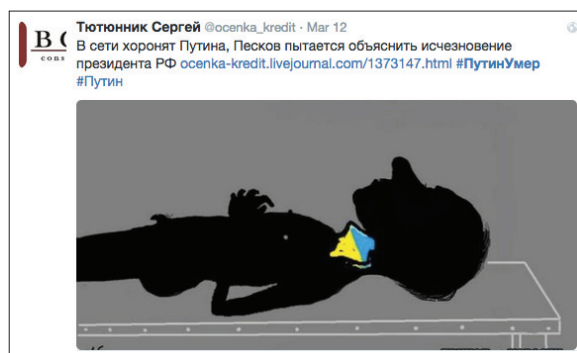 B C
cons
Тютюнник Сергей @ocenka_kredit · Mar 12
В сети хоронят Путина, Песков пытается объяснить исчезновение
президента РФ ocenka-kredit.livejournal.com/1373147.html #ПутинУмер
#Путин